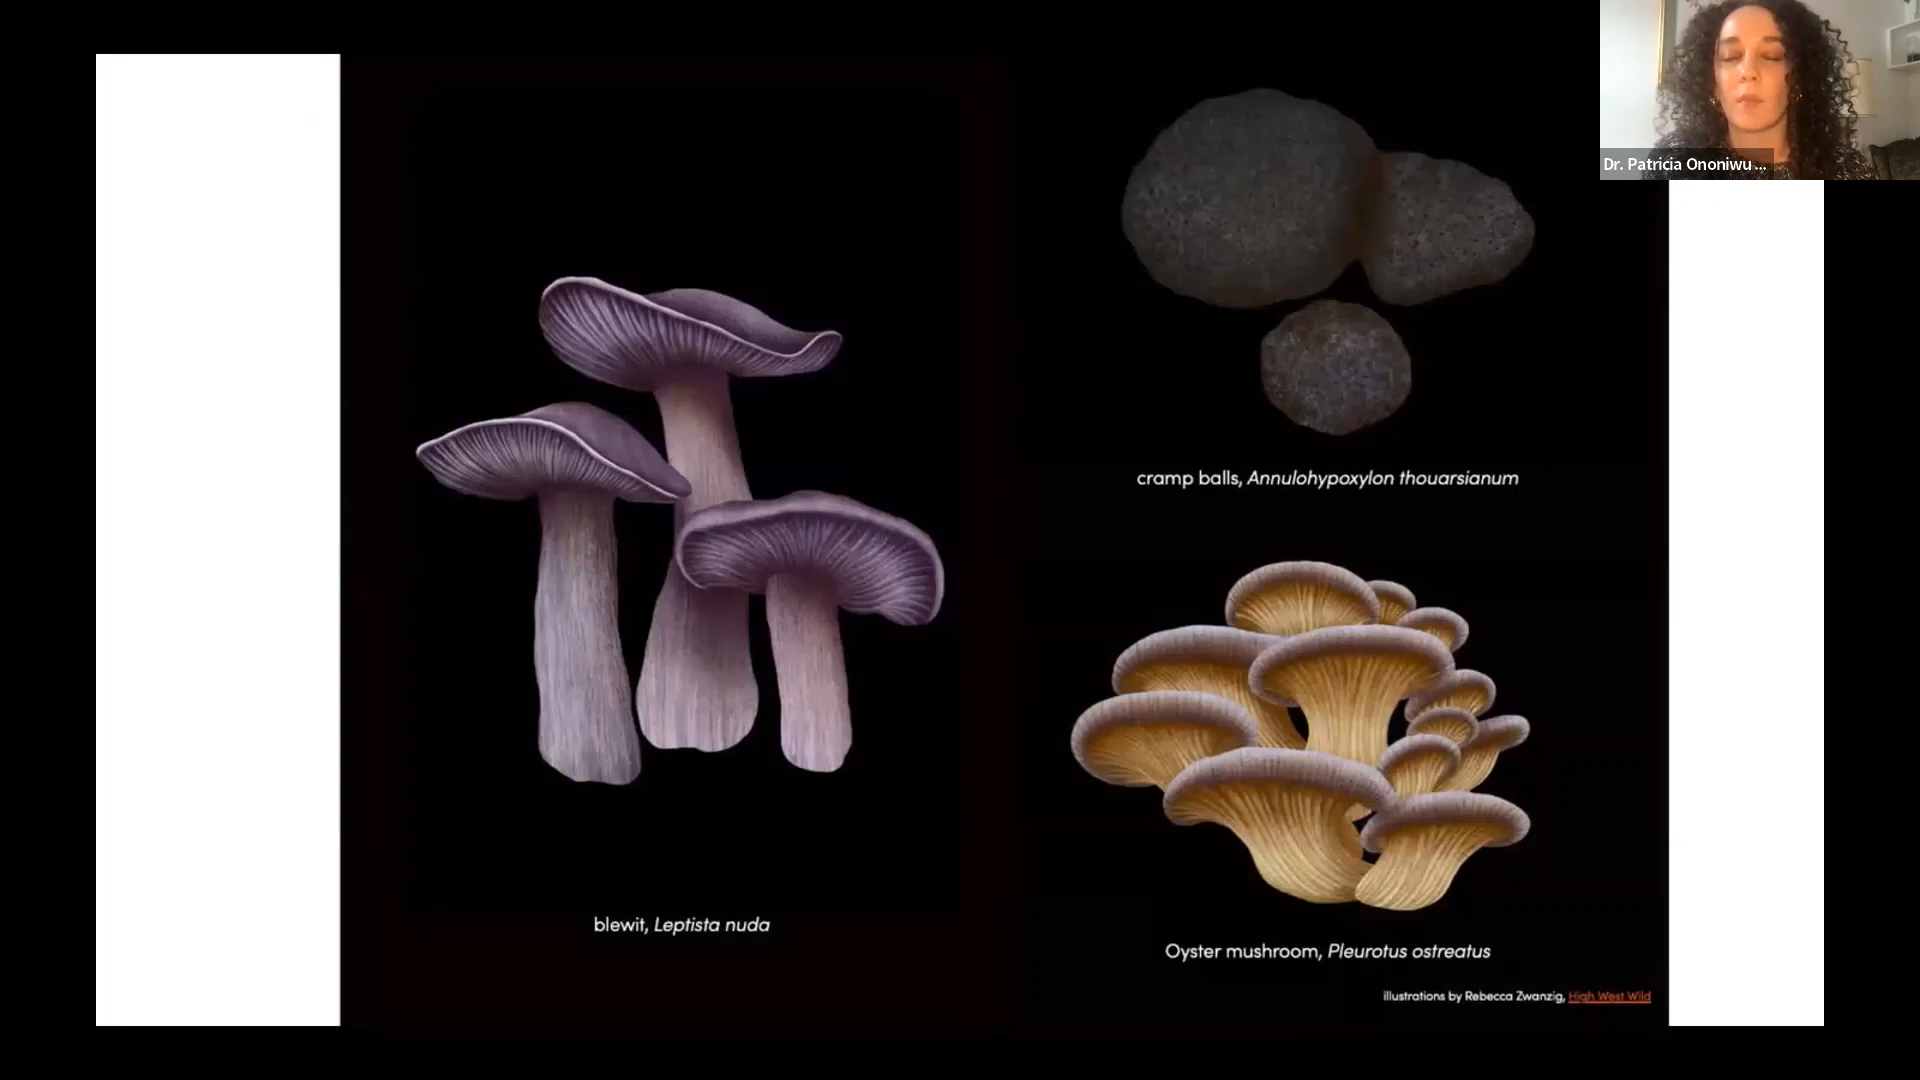 Dr. Patricia Ononiwu ...
cramp balls, Annulohypoxylon thouarsianum
blewit, Leptista nuda
Oyster mushroom, Pleurotus ostreatus
illustrations by Rebecca Zwanzig, High West Wild